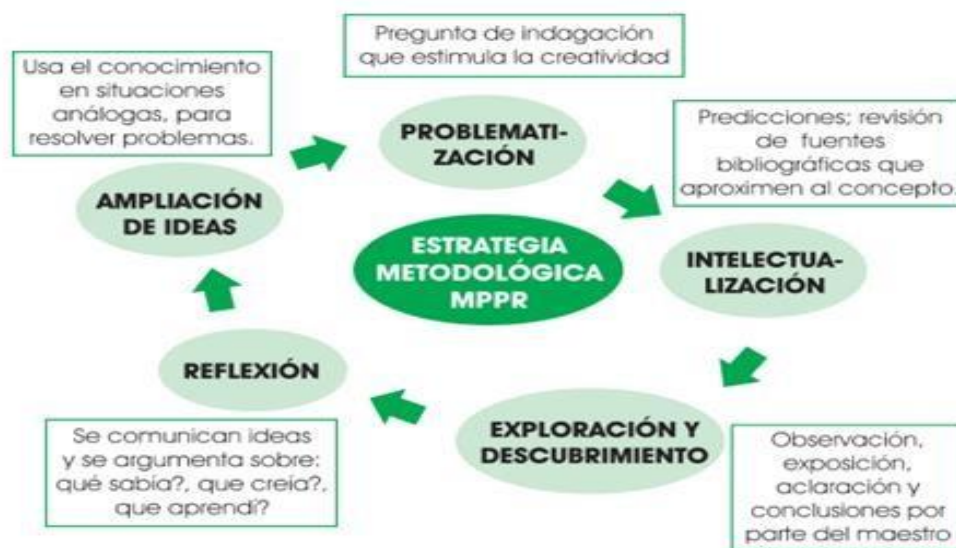 Pregunta de indagación
que estimula la creatividad
PROBLEMATI-
ZACIÓN
Predicciones; revisión
de fuentes
bibliográficas que
aproximen al concepto.
INTELECTUA-
LIZACIÓN
Observación,
exposición,
aclaración y
conclusiones por
parte del maestro
EXPLORACIÓN Y
DESCUBRIMIENTO
REFLEXIÓN
Se comunican ideas
y se argumenta sobre:
qué sabía?, que creía?,
que aprendí?
AMPLIACIÓN
DE IDEAS
Usa el conocimiento
en situaciones
análogas, para
resolver problemas.
ESTRATEGIA
METODOLÓGICA
MPPR